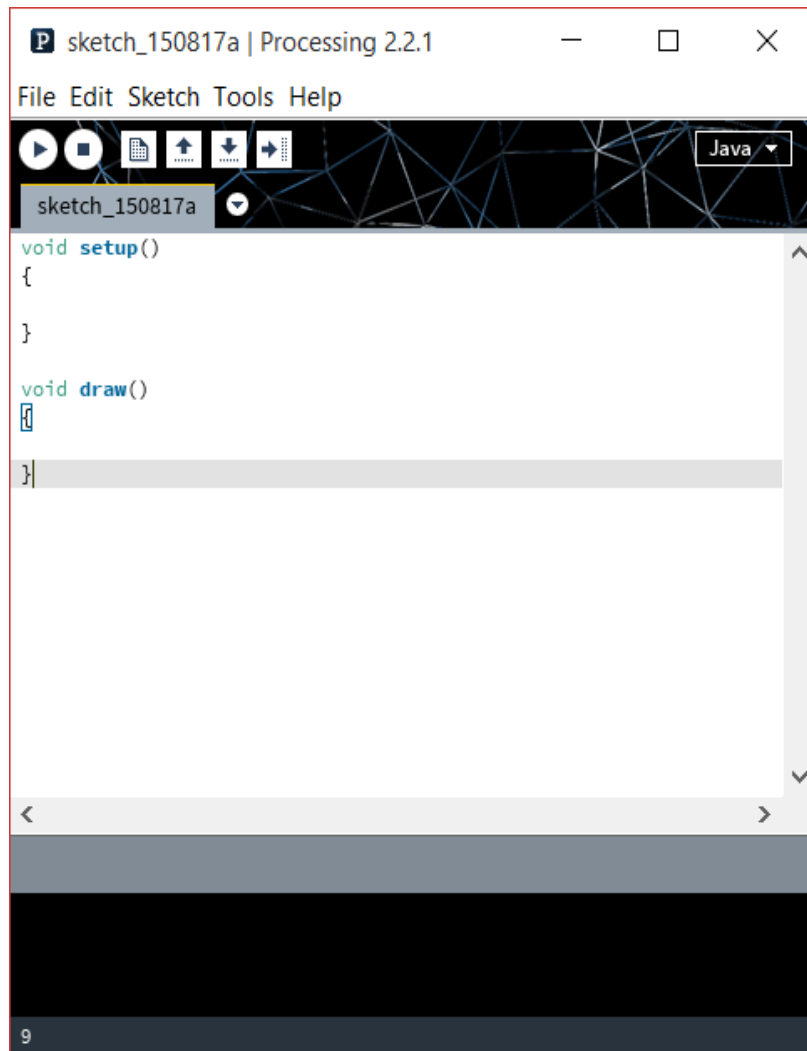 P sketch_150817a | Processing 2.2.1
File Edit Sketch Tools Help
Java
sketch_150817a
void setup()
{
}
void draw()
{
}
9